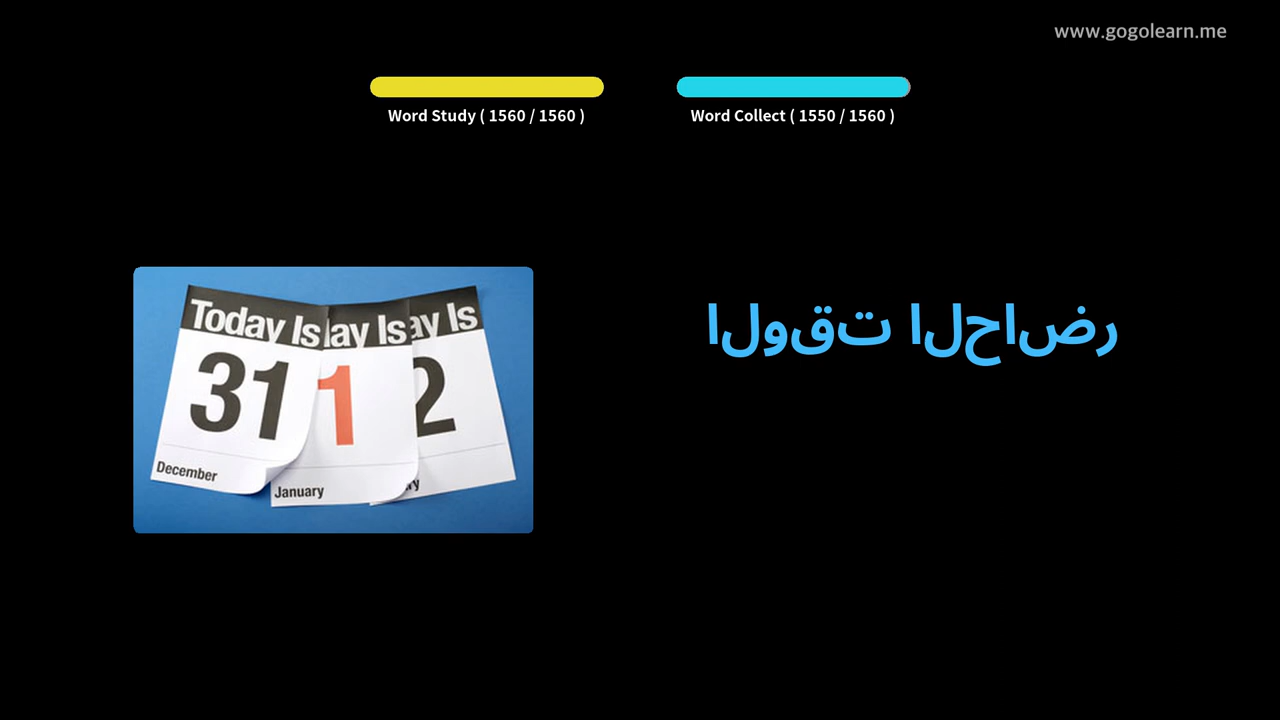 www.gogolearn.me
Word Study ( 1560 / 1560 )
Word Collect ( 1550 / 1560 )
الوقت الحاضر
Today Is
31
December
ay Is
1
January
ay Is
2
ry